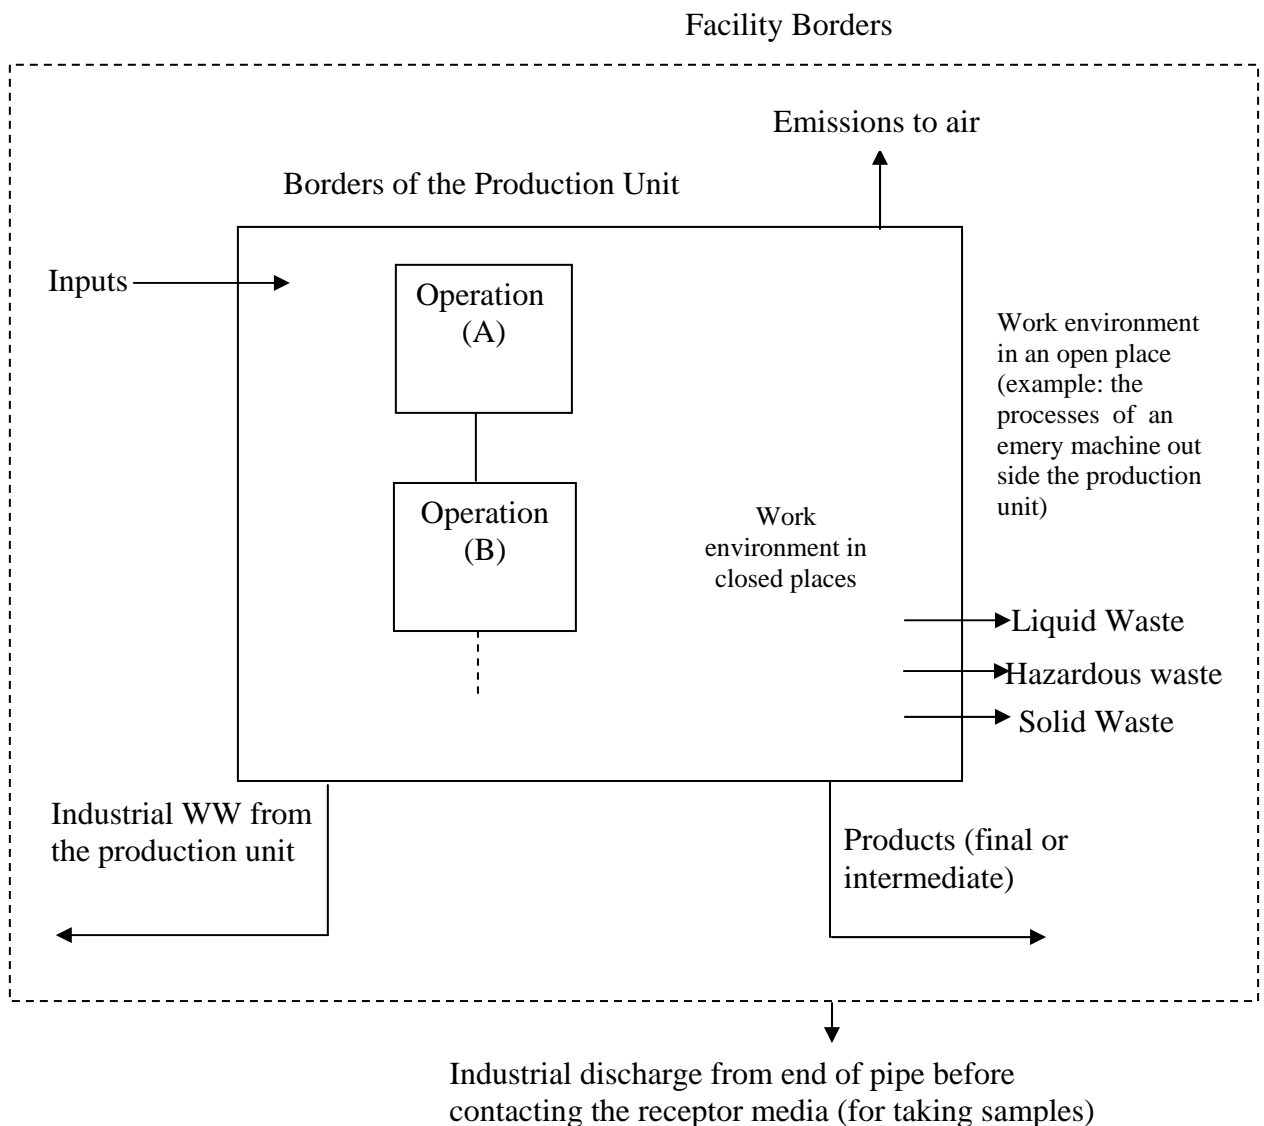 Facility Borders
Emissions to air
Borders of the Production Unit
Inputs
Operation
(A)
Work environment
in an open place
(example: the
processes of an
emery machine out
side the production
unit)
Operation
(B)
Work
environment in
closed places
Liquid Waste
Hazardous waste
Solid Waste
Industrial WW from
the production unit
Products (final or
intermediate)
Industrial discharge from end of pipe before
contacting the receptor media (for taking samples)